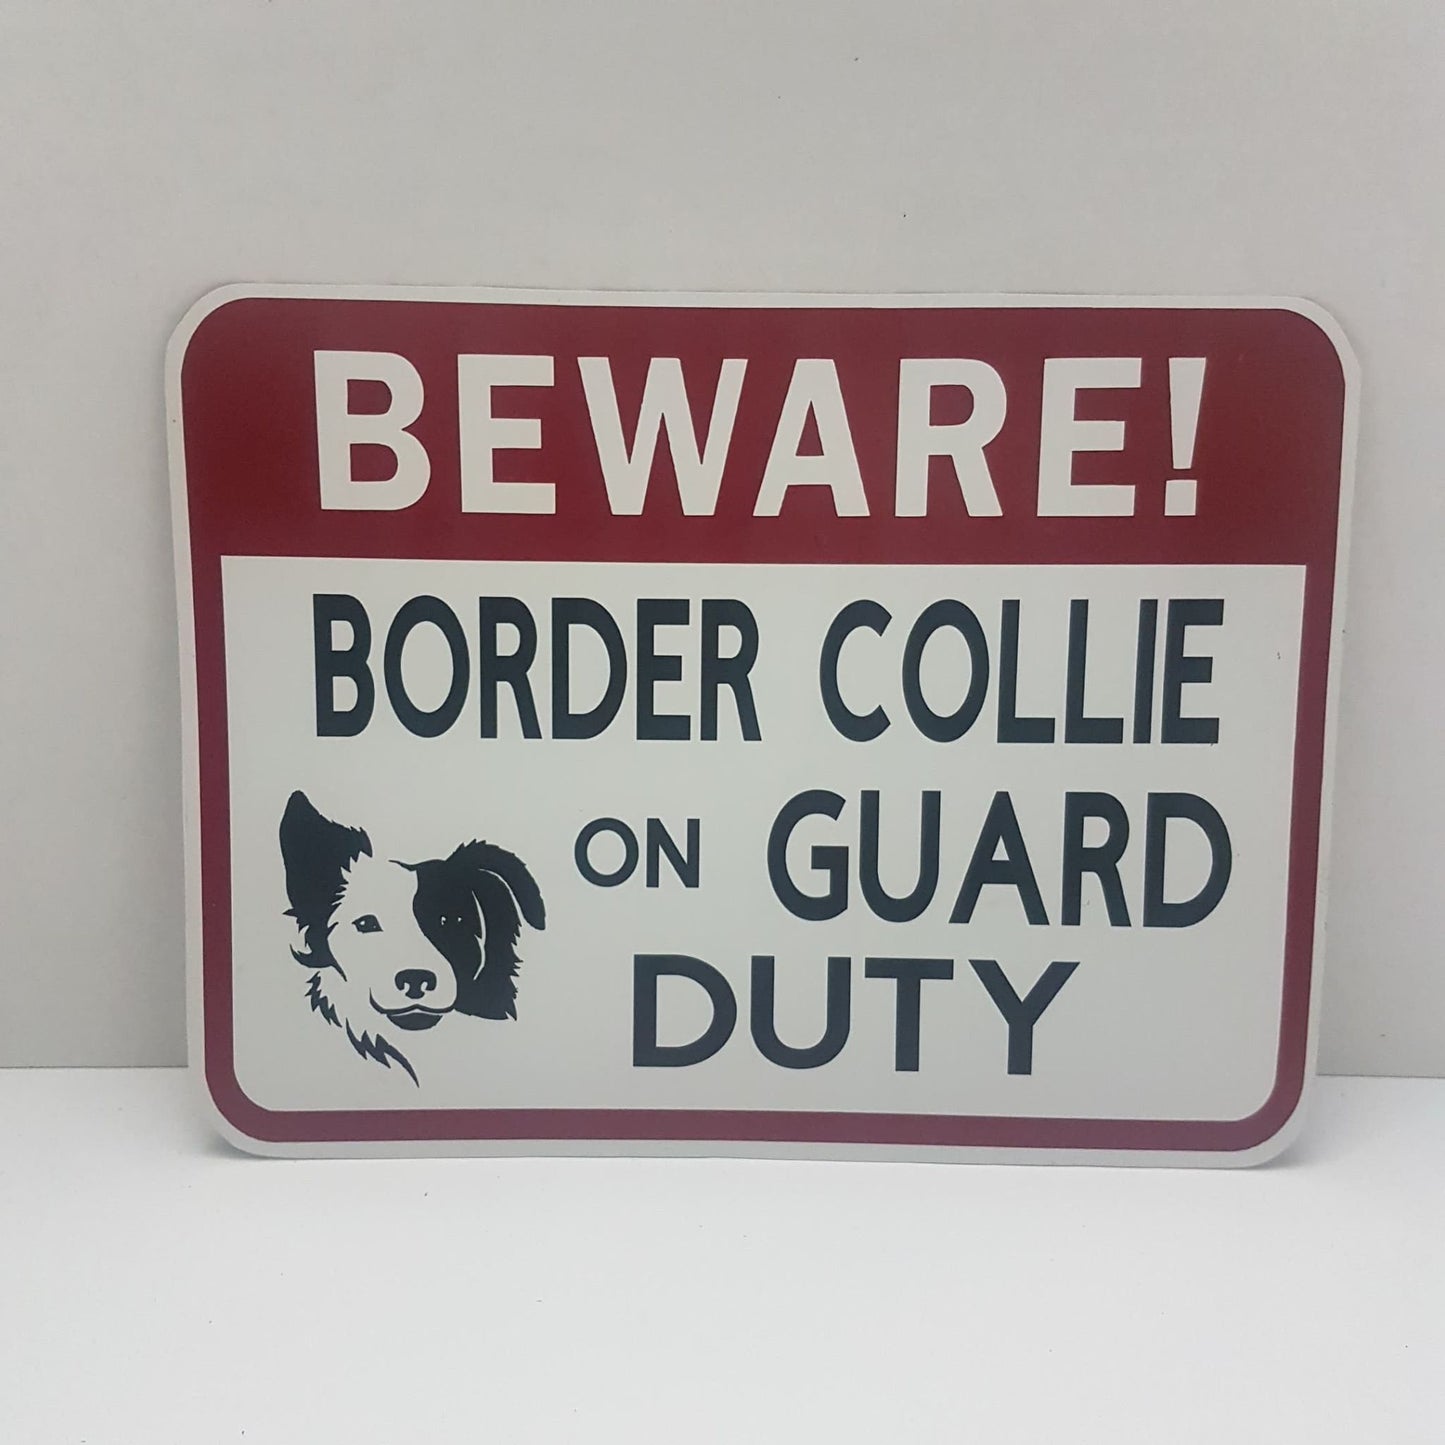 BEWARE!
BORDER COLLIE
ON GUARD
DUTY